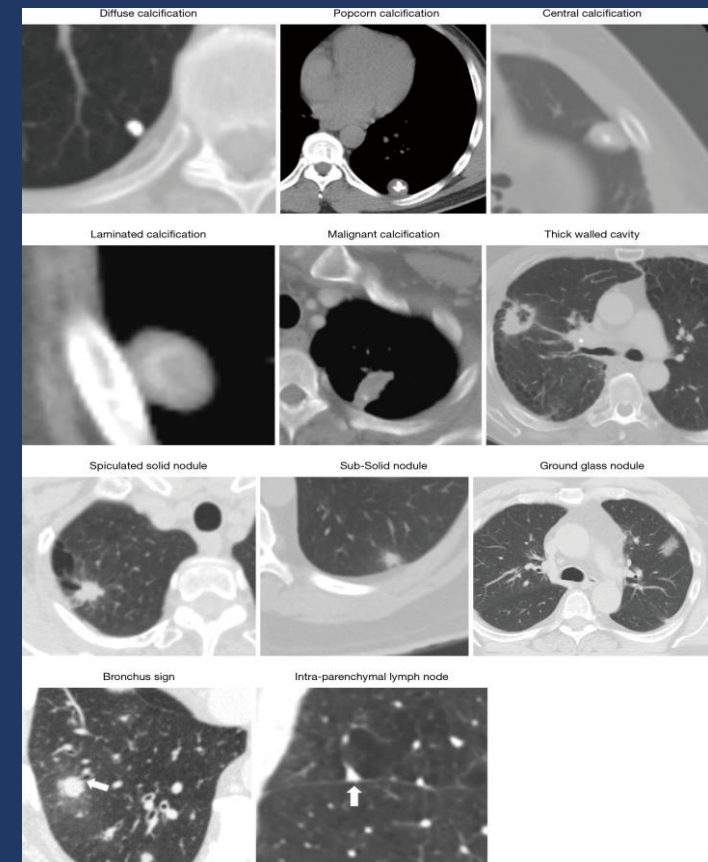 Diffuse calcification
Popcorn calcification
Central calcification
Laminated calcification
Malignant calcification
Thick walled cavity
Spiculated solid nodule
Sub-Solid nodule
Ground glass nodule
Bronchus sign
Intra-parenchymal lymph node